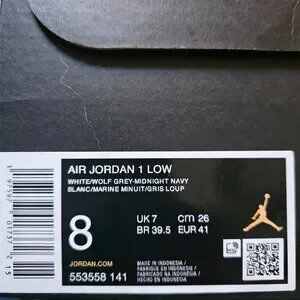 AIR JORDAN 1 LOW
WHITE/WOLF GREY-MIDNIGHT NAVY
BLANC/MARINE MINUIT/GRIS LOUP
8
UK 7 cm 26
BR 39.5 EUR 41
JORDAN.COM
553558 141
MADE IN INDONESIA /
FABRIQUÉ EN INDONÉSIE /
FABRICADO NA INDONÉSIA /
HECHO EN INDONESIA